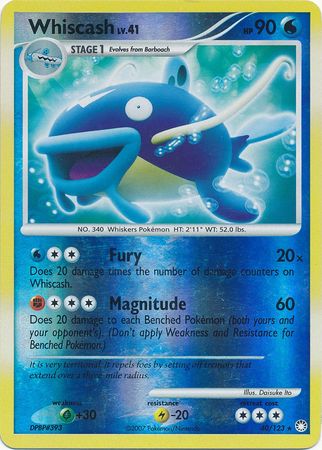 Whiscash LV.41 HP 90
STAGE 1 Evolves from Barboach
NO. 340 Whiskers Pokémon HT: 2'11" WT: 52.0 lbs.
Fury 20x
Does 20 damage times the number of damage counters on
Whiscash.
Magnitude 60
Does 20 damage to each Benched Pokémon (both yours and
your opponent's). (Don't apply Weakness and Resistance for
Benched Pokémon.)
It is very territorial. It repels foes by setting off tremors that
extend over a three-mile radius.
Illus. Daisuke Ito
weakness resistance retreat cost
+30 -20
DPBP#393 ©2007 Pokémon/Nintendo 40/123 ★